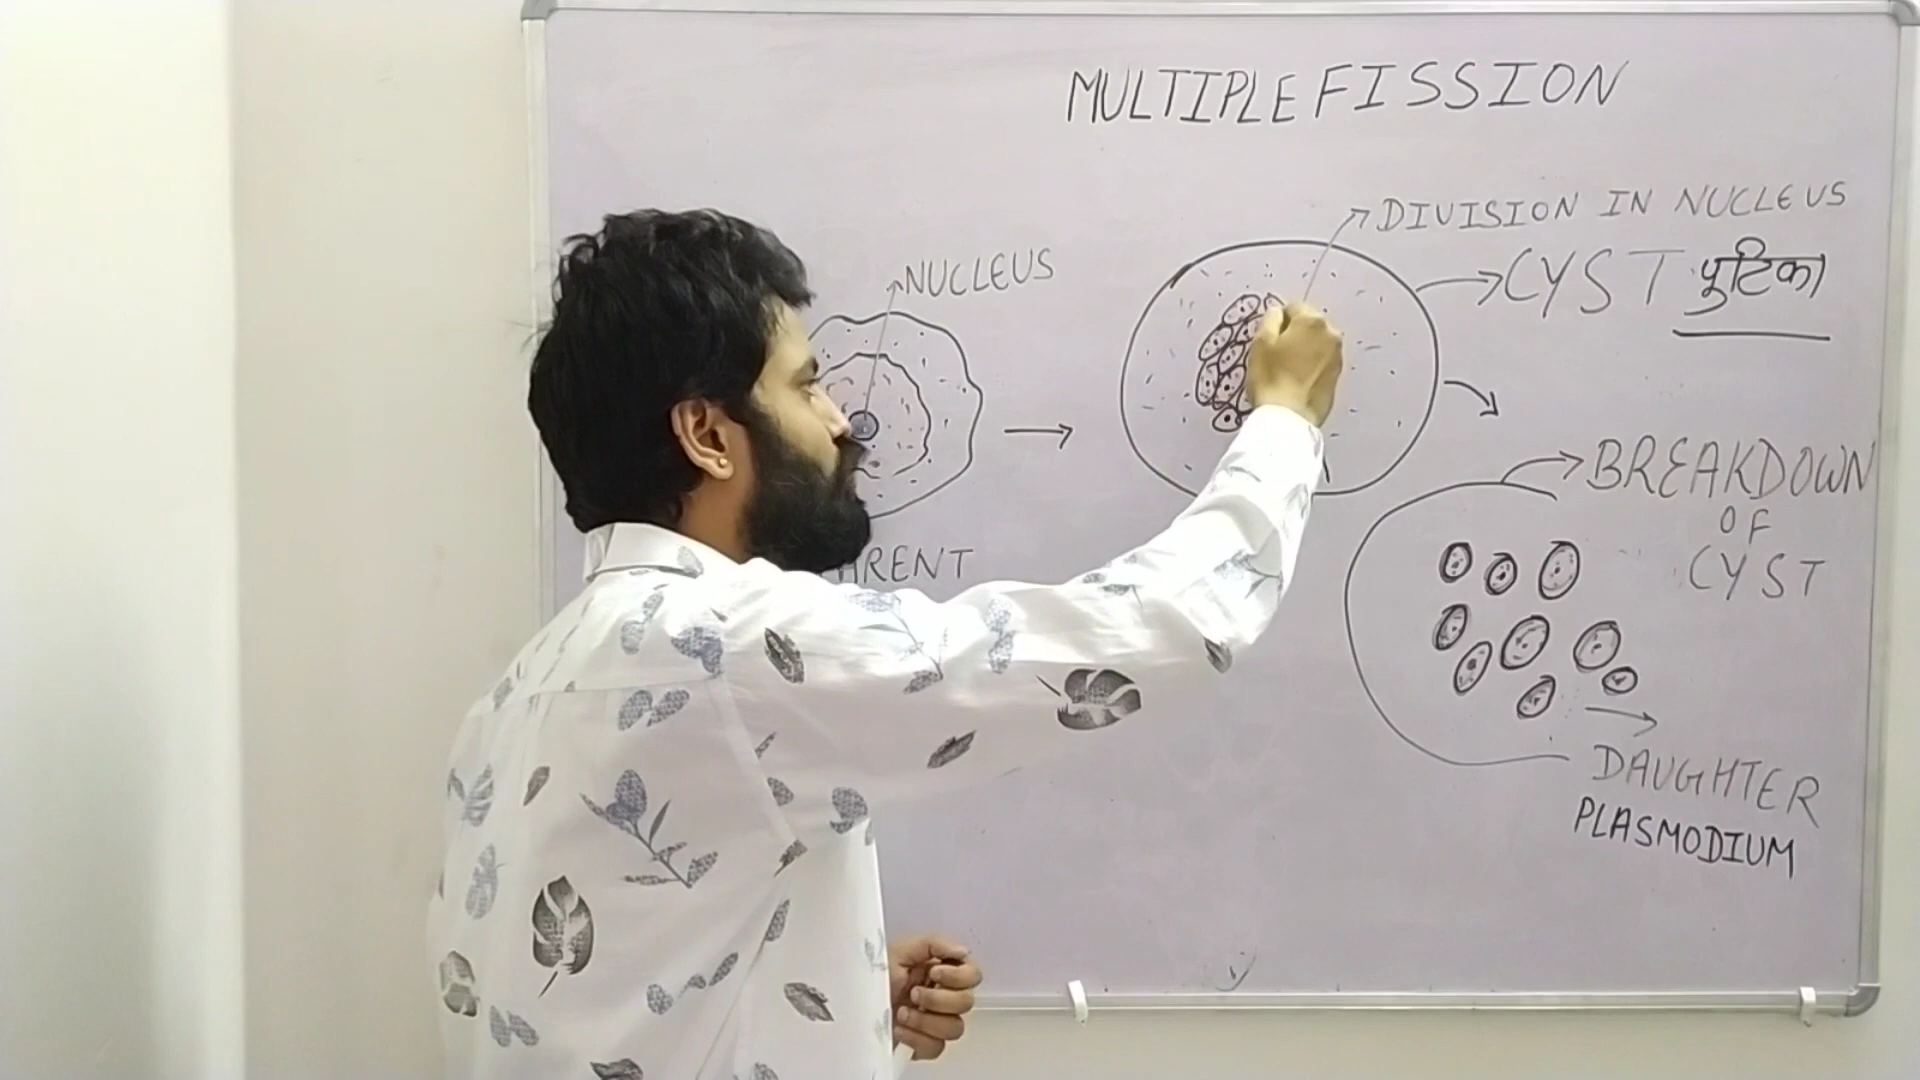 MULTIPLE FISSION
DIVISION IN NUCLEUS
NUCLEUS
CYST पुटिका
BREAKDOWN
OF
CYST
DAUGHTER
PLASMODIUM